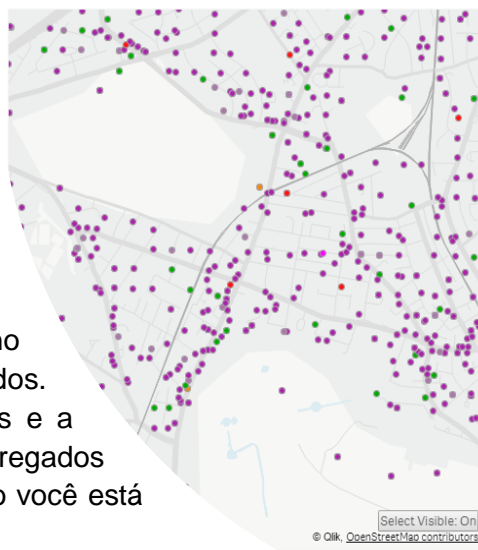 no
dos.
s e a
regados
o você está
Select Visible: On
© Qlik, OpenStreetMap contributors